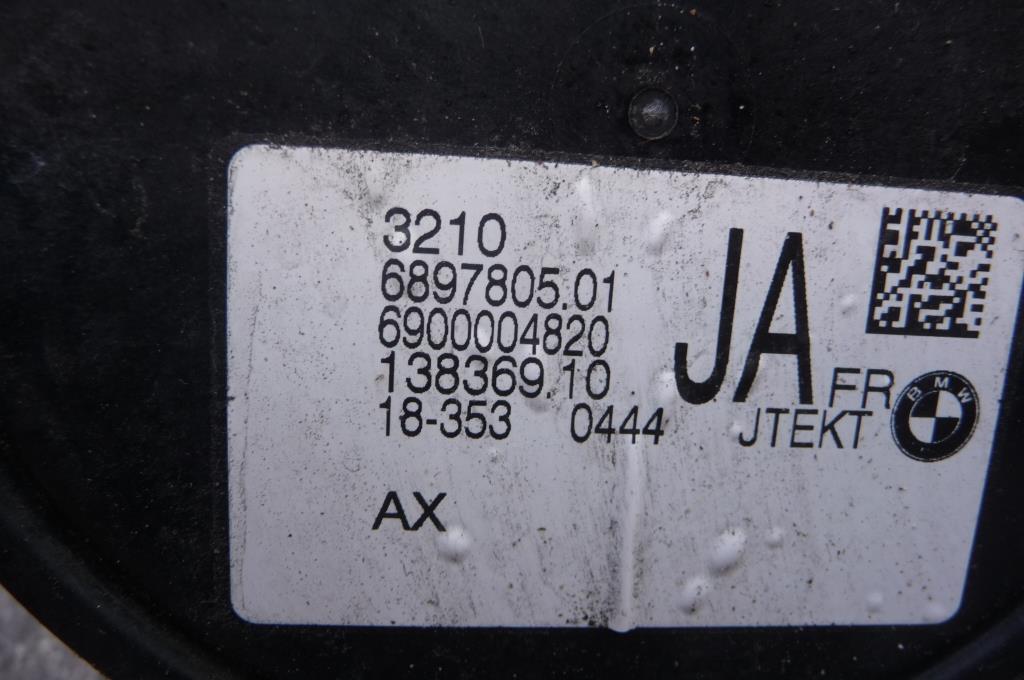 3210
6897805.01
6900004820
138369.10
18-353 0444
AX
JA
FR
JTEKT
BMW